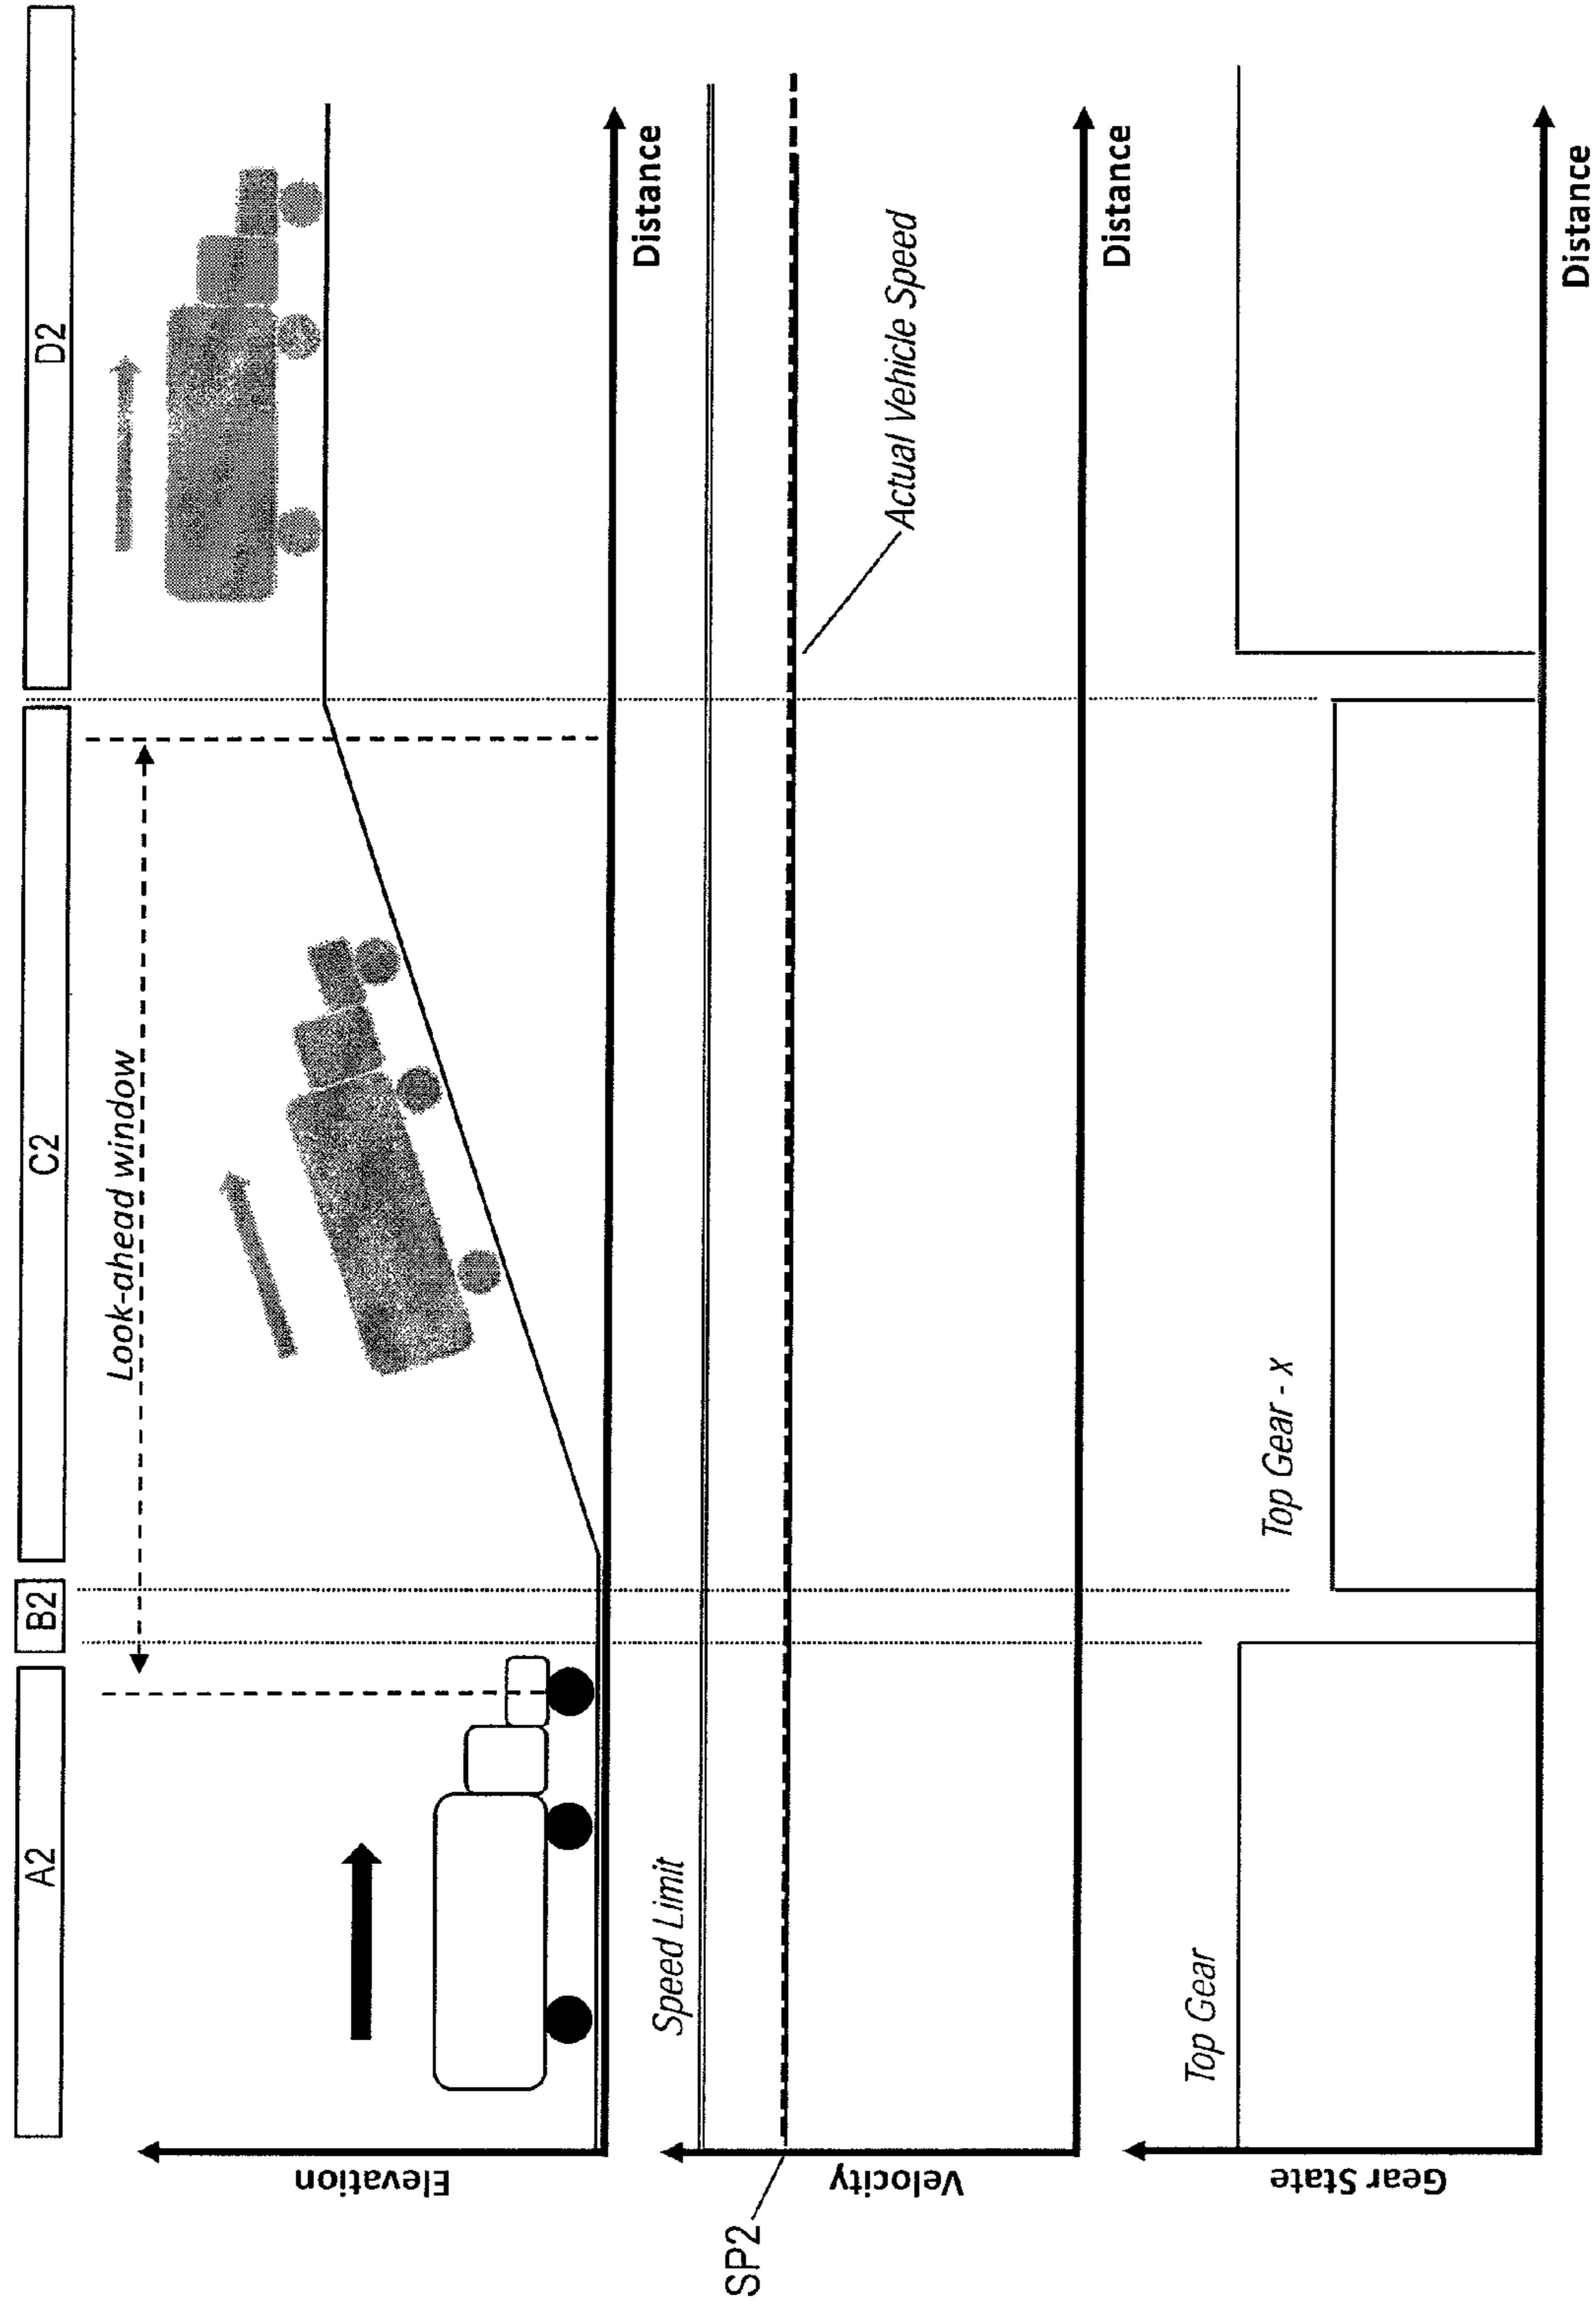 A2
B2
C2
D2
Look-ahead window
Elevation
Distance
Speed Limit
SP2
Velocity
Actual Vehicle Speed
Distance
Top Gear
Top Gear - X
Gear State
Distance